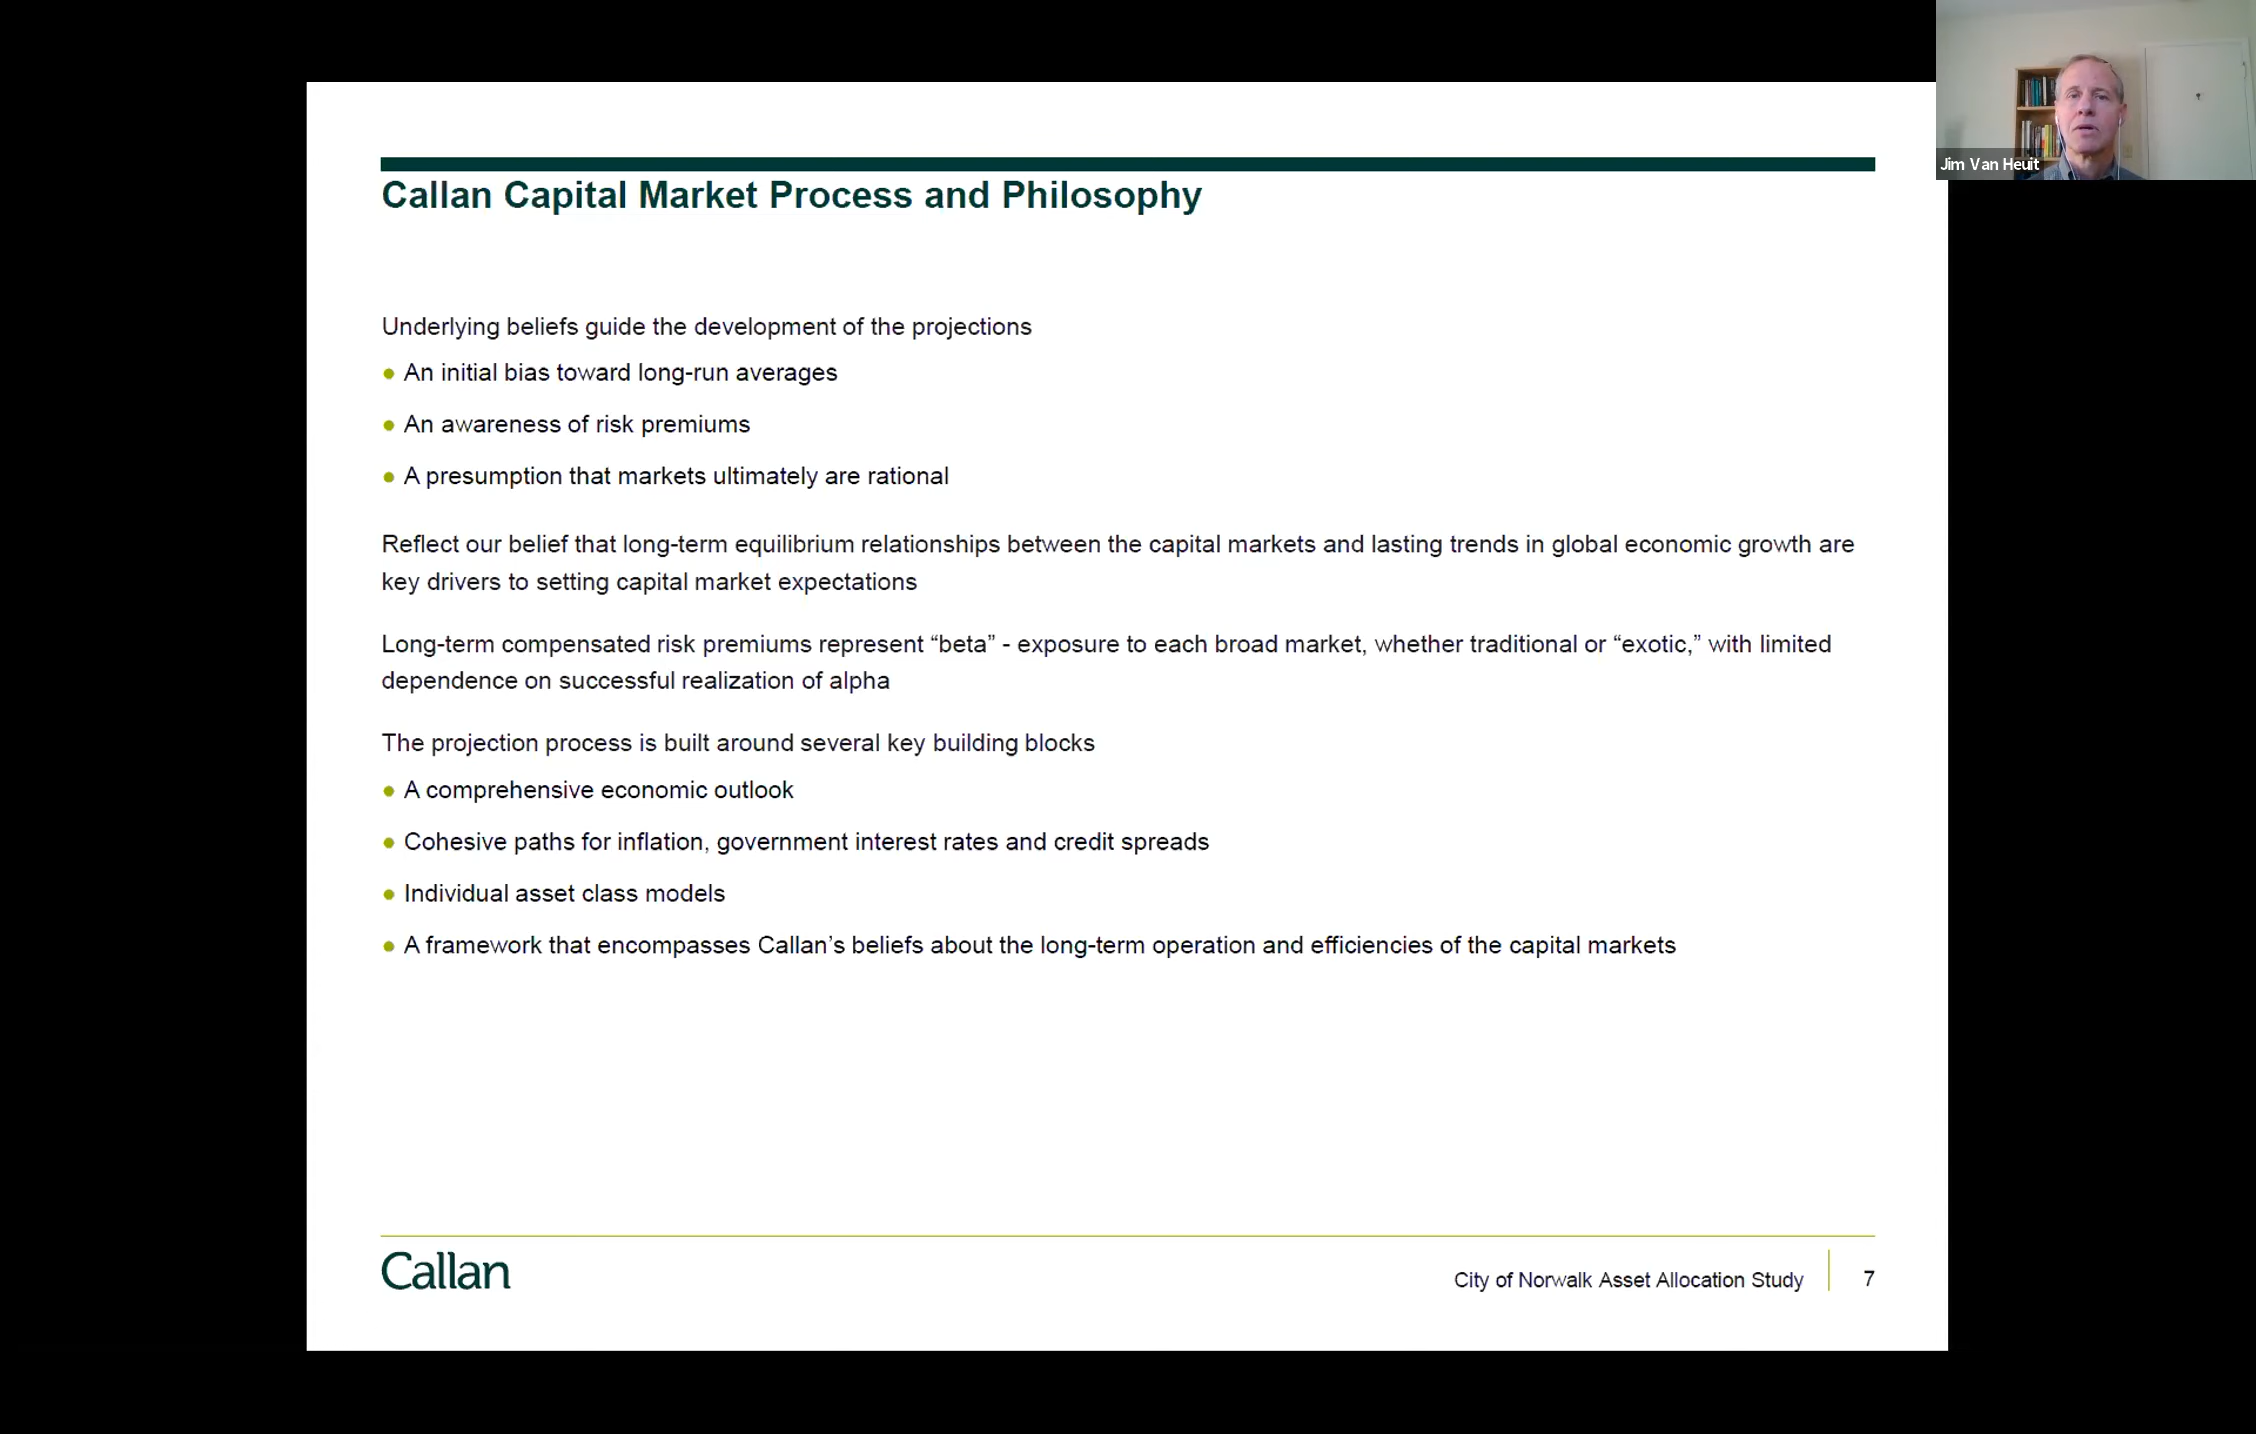 Jim Van Heuit
Callan Capital Market Process and Philosophy
Underlying beliefs guide the development of the projections
● An initial bias toward long-run averages
● An awareness of risk premiums
● A presumption that markets ultimately are rational
Reflect our belief that long-term equilibrium relationships between the capital markets and lasting trends in global economic growth are
key drivers to setting capital market expectations
Long-term compensated risk premiums represent “beta” - exposure to each broad market, whether traditional or “exotic,” with limited
dependence on successful realization of alpha
The projection process is built around several key building blocks
● A comprehensive economic outlook
● Cohesive paths for inflation, government interest rates and credit spreads
● Individual asset class models
● A framework that encompasses Callan’s beliefs about the long-term operation and efficiencies of the capital markets
Callan
City of Norwalk Asset Allocation Study
7